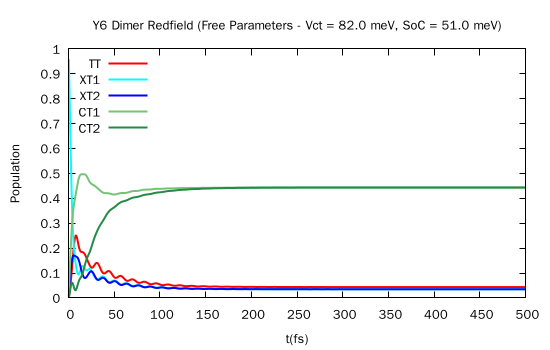 Y6 Dimer Redfield (Free Parameters - Vct = 82.0 meV, SoC = 51.0 meV)
1
0.9
0.8
0.7
0.6
0.5
0.4
0.3
0.2
0.1
0
Population
TT
XT1
XT2
CT1
CT2
0 50 100 150 200 250 300 350 400 450 500
t(fs)